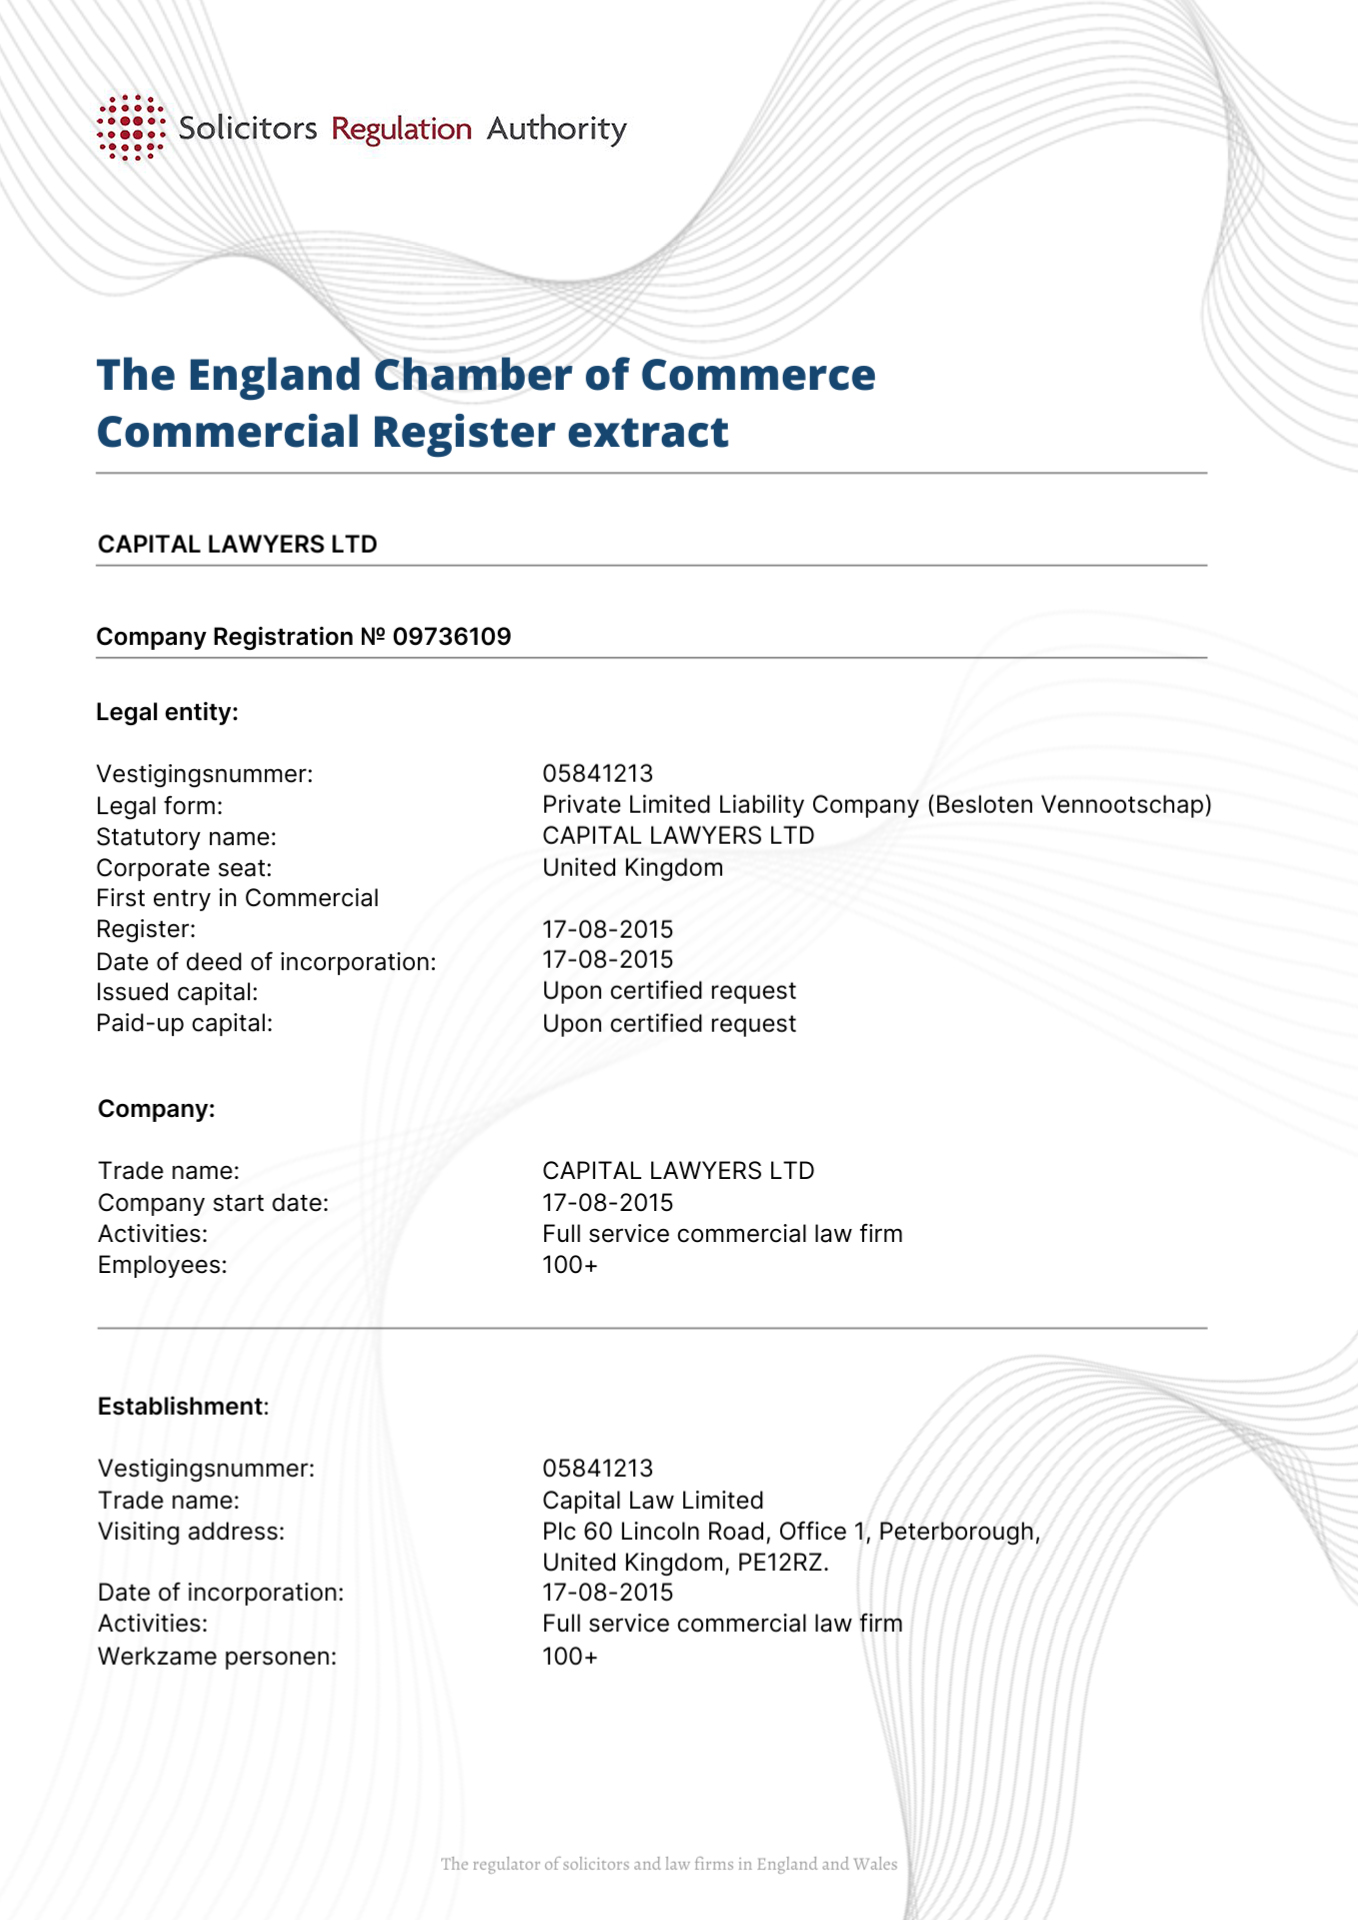 Solicitors Regulation Authority
The England Chamber of Commerce
Commercial Register extract
CAPITAL LAWYERS LTD
Company Registration № 09736109
Legal entity:
Vestigingsnummer: 05841213
Legal form: Private Limited Liability Company (Besloten Vennootschap)
Statutory name: CAPITAL LAWYERS LTD
Corporate seat: United Kingdom
First entry in Commercial
Register: 17-08-2015
Date of deed of incorporation: 17-08-2015
Issued capital: Upon certified request
Paid-up capital: Upon certified request
Company:
Trade name: CAPITAL LAWYERS LTD
Company start date: 17-08-2015
Activities: Full service commercial law firm
Employees: 100+
Establishment:
Vestigingsnummer: 05841213
Trade name: Capital Law Limited
Visiting address: Plc 60 Lincoln Road, Office 1, Peterborough,
United Kingdom, PE12RZ.
Date of incorporation: 17-08-2015
Activities: Full service commercial law firm
Werkzame personen: 100+
The regulator of solicitors and law firms in England and Wales